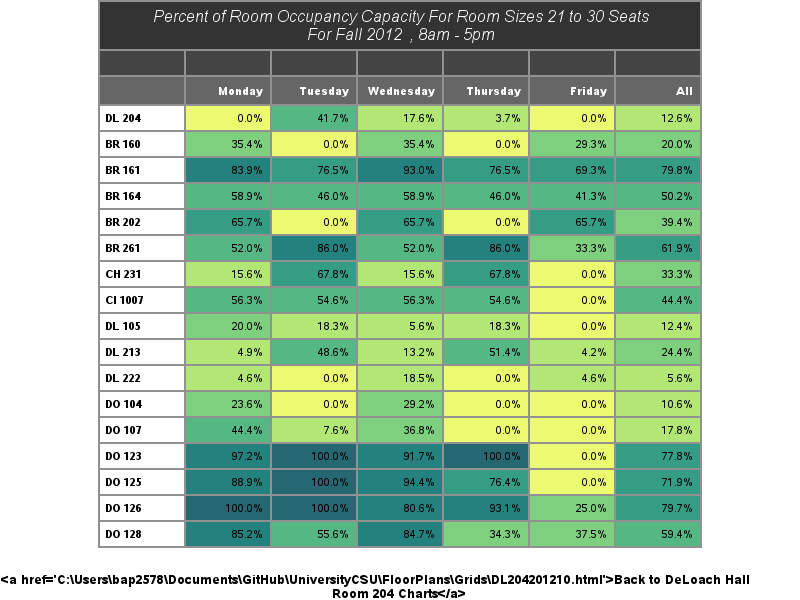 Percent of Room Occupancy Capacity For Room Sizes 21 to 30 Seats
For Fall 2012 , 8am - 5pm
Monday Tuesday Wednesday Thursday Friday All
DL 204 0.0% 41.7% 17.6% 3.7% 0.0% 12.6%
BR 160 35.4% 0.0% 35.4% 0.0% 29.3% 20.0%
BR 161 83.9% 76.5% 93.0% 76.5% 69.3% 79.8%
BR 164 58.9% 46.0% 58.9% 46.0% 41.3% 50.2%
BR 202 65.7% 0.0% 65.7% 0.0% 65.7% 39.4%
BR 261 52.0% 86.0% 52.0% 86.0% 33.3% 61.9%
CH 231 15.6% 67.8% 15.6% 67.8% 0.0% 33.3%
CI 1007 56.3% 54.6% 56.3% 54.6% 0.0% 44.4%
DL 105 20.0% 18.3% 5.6% 18.3% 0.0% 12.4%
DL 213 4.9% 48.6% 13.2% 51.4% 4.2% 24.4%
DL 222 4.6% 0.0% 18.5% 0.0% 4.6% 5.6%
DO 104 23.6% 0.0% 29.2% 0.0% 0.0% 10.6%
DO 107 44.4% 7.6% 36.8% 0.0% 0.0% 17.8%
DO 123 97.2% 100.0% 91.7% 100.0% 0.0% 77.8%
DO 125 88.9% 100.0% 94.4% 76.4% 0.0% 71.9%
DO 126 100.0% 100.0% 80.6% 93.1% 25.0% 79.7%
DO 128 85.2% 55.6% 84.7% 34.3% 37.5% 59.4%
<a href='C:\Users\bap2578\Documents\GitHub\UniversityCSU\FloorPlans\Grids\DL204201210.html'>Back to DeLoach Hall
Room 204 Charts</a>